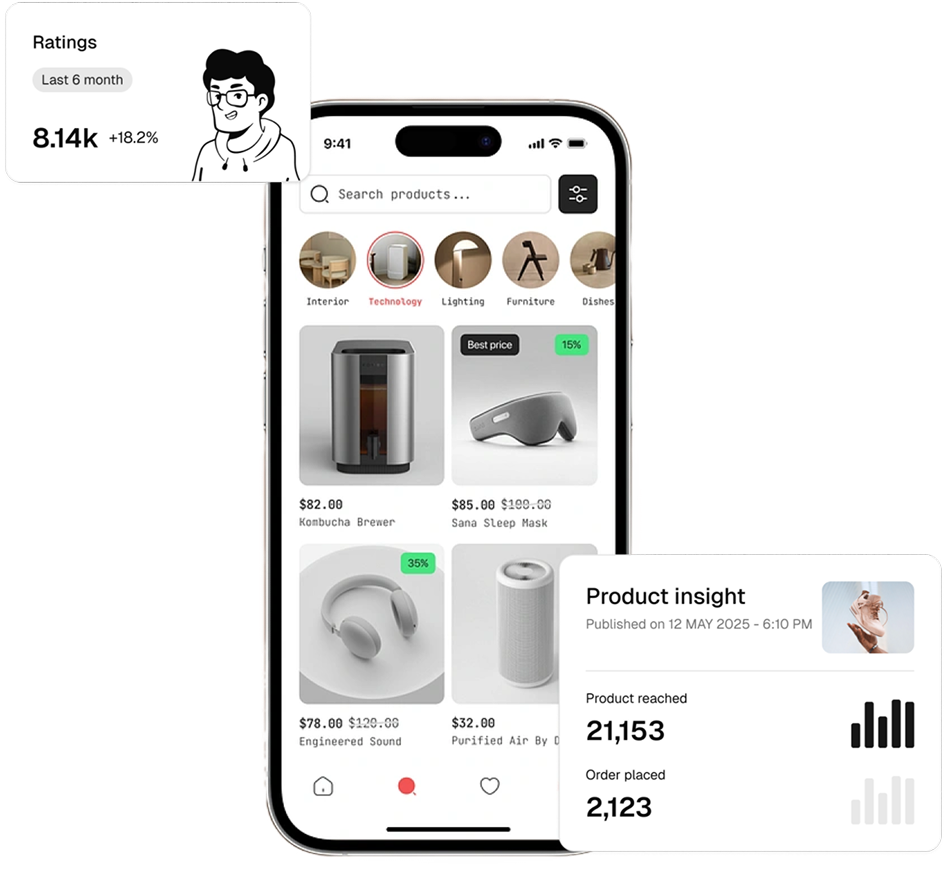 Ratings
Last 6 month
8.14k +18.2%
9:41
Search products...
Interior Technology Lighting Furniture Dishes
Best price 15%
$82.00
Kombucha Brewer
$85.00 $100.00
Sana Sleep Mask
35%
$78.00 $120.00
Engineered Sound
$32.00
Purified Air By
Product insight
Published on 12 MAY 2025 - 6:10 PM
Product reached
21,153
Order placed
2,123